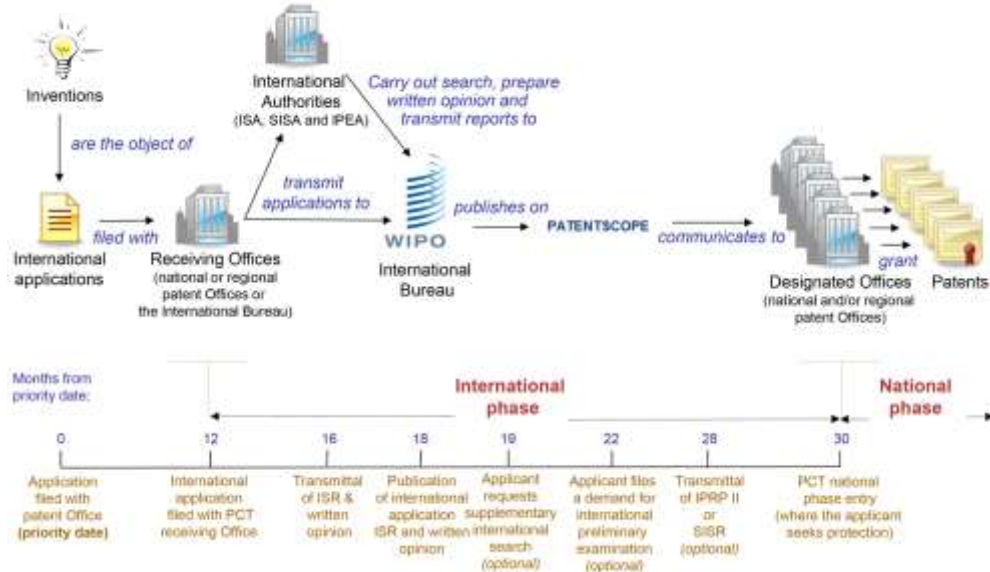 Inventions
are the object of
International
applications
filed with
Receiving Offices
(national or regional
patent Offices or
the International Bureau)
International
Authorities
(ISA, SISA and IPEA)
transmit
applications to
Carry out search, prepare
written opinion and
transmit reports to
WIPO
International
Bureau
publishes on
PATENTSCOPE
communicates to
Designated Offices
(national and/or regional
patent Offices)
grant
Patents
Months from
priority date:
International
phase
National
phase
0
12
16
18
19
22
28
30
Application
filed with
patent Office
(priority date)
International
application
filed with PCT
receiving Office
Transmittal
of ISR &
written
opinion
Publication
of international
application
ISR and written
opinion
Applicant
requests
supplementary
international
search
(optional)
Applicant files
a demand for
international
preliminary
examination
(optional)
Transmittal
of IPRP II
or
SISR
(optional)
PCT national
phase entry
(where the applicant
seeks protection)